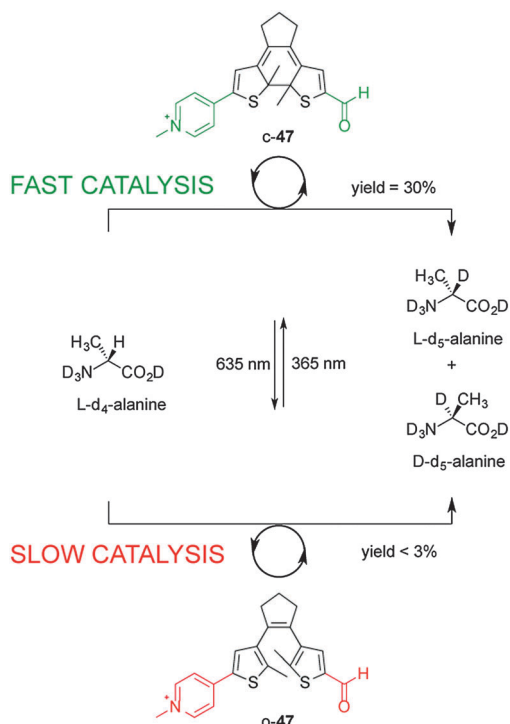 H
S
S
N
+
O
c-47
FAST CATALYSIS
yield = 30%
H3C D
D3N CO2D
L-d5-alanine
+
H3C H
D3N CO2D
L-d4-alanine
635 nm
365 nm
D CH3
D3N CO2D
D-d5-alanine
SLOW CATALYSIS
yield < 3%
S
S
H
N
+
O
o-47